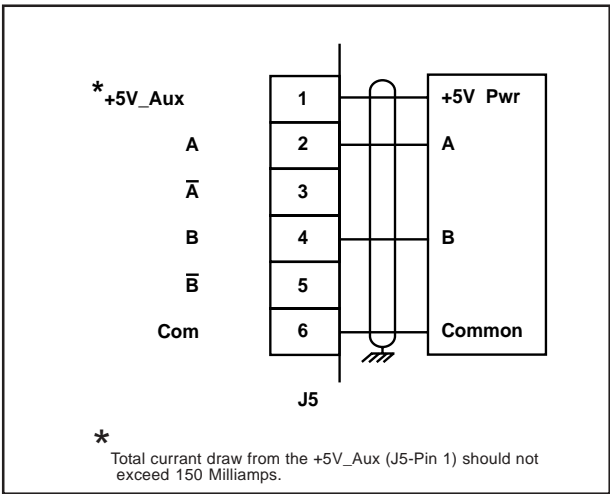 *+5V_Aux 1 +5V Pwr
A 2 A
A̅ 3
B 4 B
B̅ 5
Com 6 Common
J5
*
Total currant draw from the +5V_Aux (J5-Pin 1) should not
exceed 150 Milliamps.